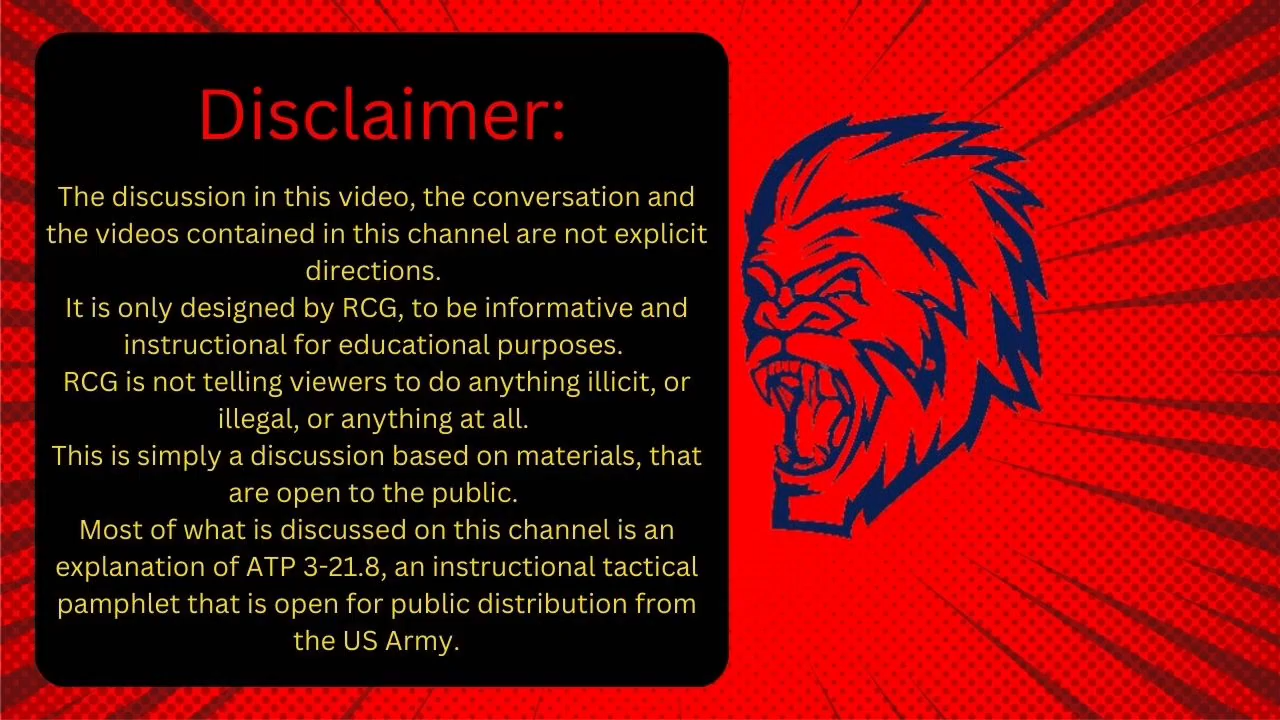 Disclaimer:
The discussion in this video, the conversation and
the videos contained in this channel are not explicit
directions.
It is only designed by RCG, to be informative and
instructional for educational purposes.
RCG is not telling viewers to do anything illicit, or
illegal, or anything at all.
This is simply a discussion based on materials, that
are open to the public.
Most of what is discussed on this channel is an
explanation of ATP 3-21.8, an instructional tactical
pamphlet that is open for public distribution from
the US Army.